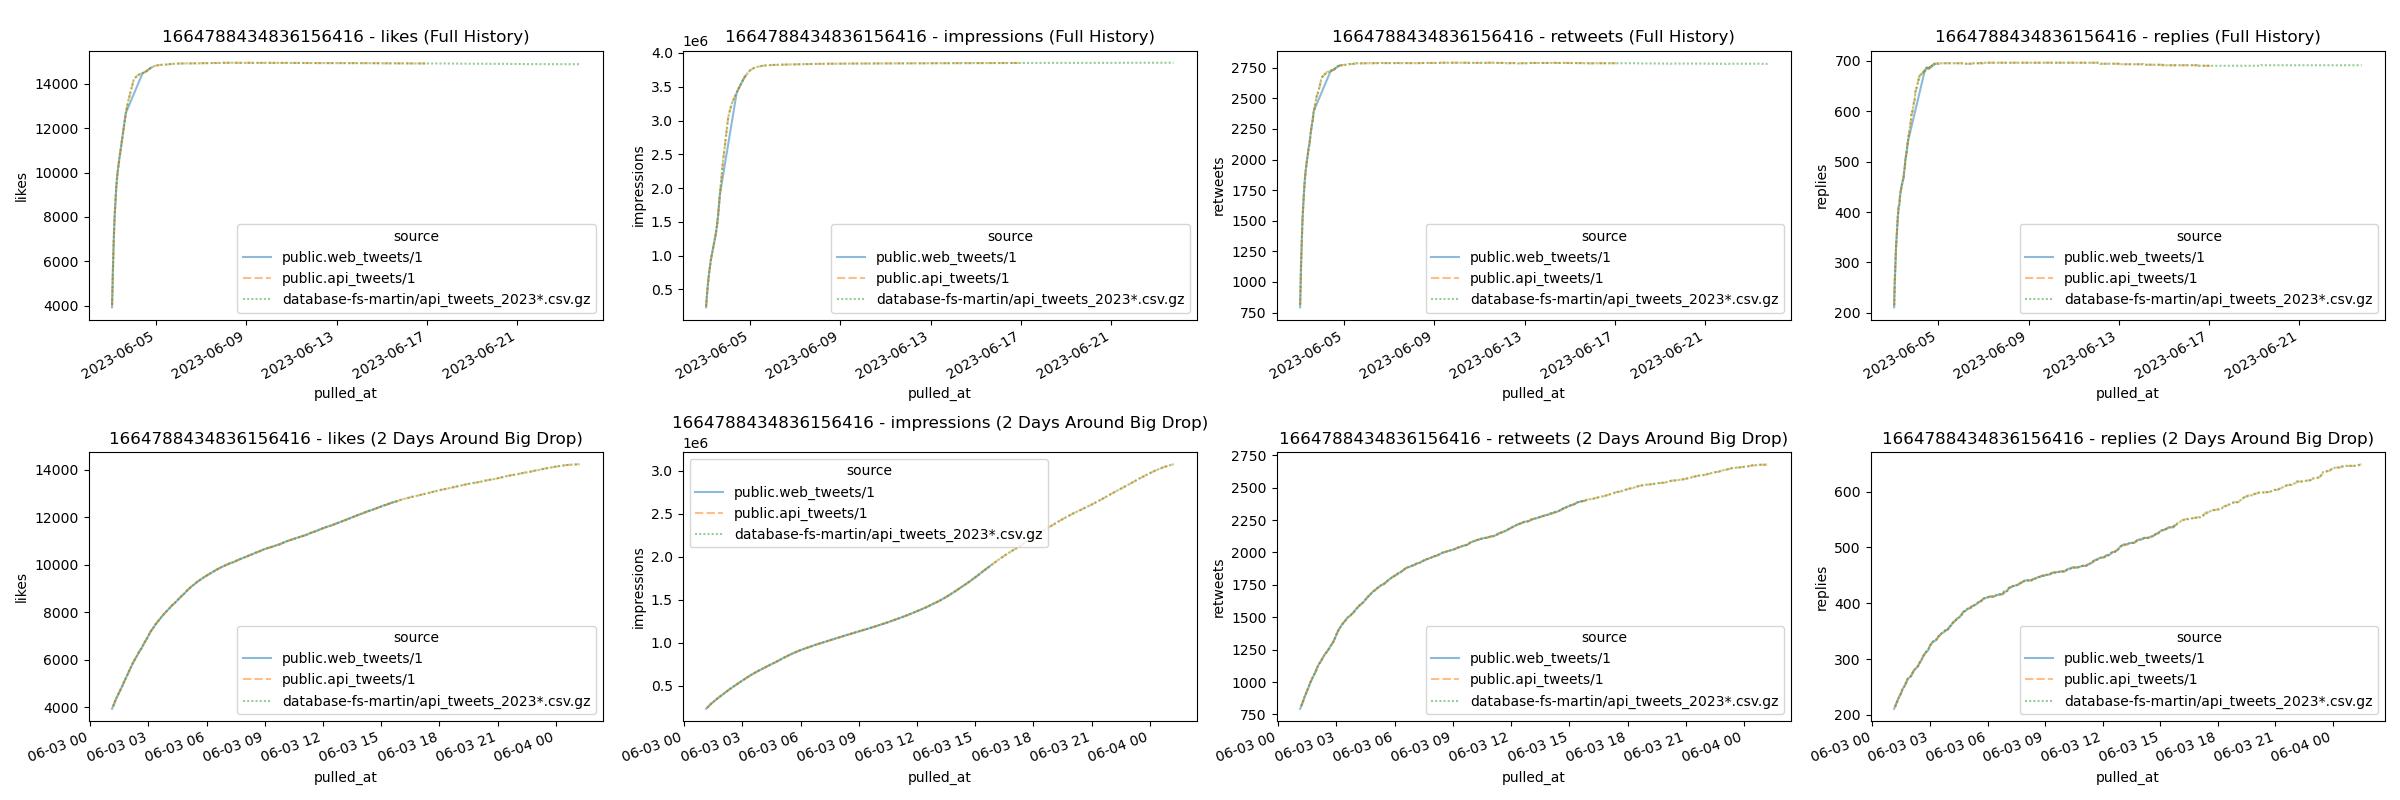 1664788434836156416 - likes (Full History)
likes
14000
12000
10000
8000
6000
4000
source
public.web_tweets/1
public.api_tweets/1
database-fs-martin/api_tweets_2023*.csv.gz
2023-06-05
2023-06-09
2023-06-13
2023-06-17
2023-06-21
pulled_at
1664788434836156416 - impressions (Full History)
1e6
impressions
4.0
3.5
3.0
2.5
2.0
1.5
1.0
0.5
source
public.web_tweets/1
public.api_tweets/1
database-fs-martin/api_tweets_2023*.csv.gz
2023-06-05
2023-06-09
2023-06-13
2023-06-17
2023-06-21
pulled_at
1664788434836156416 - retweets (Full History)
retweets
2750
2500
2250
2000
1750
1500
1250
1000
750
source
public.web_tweets/1
public.api_tweets/1
database-fs-martin/api_tweets_2023*.csv.gz
2023-06-05
2023-06-09
2023-06-13
2023-06-17
2023-06-21
pulled_at
1664788434836156416 - replies (Full History)
replies
700
600
500
400
300
200
source
public.web_tweets/1
public.api_tweets/1
database-fs-martin/api_tweets_2023*.csv.gz
2023-06-05
2023-06-09
2023-06-13
2023-06-17
2023-06-21
pulled_at
1664788434836156416 - likes (2 Days Around Big Drop)
likes
14000
12000
10000
8000
6000
4000
source
public.web_tweets/1
public.api_tweets/1
database-fs-martin/api_tweets_2023*.csv.gz
06-03 00
06-03 03
06-03 06
06-03 09
06-03 12
06-03 15
06-03 18
06-03 21
06-04 00
pulled_at
1664788434836156416 - impressions (2 Days Around Big Drop)
1e6
impressions
3.0
2.5
2.0
1.5
1.0
0.5
source
public.web_tweets/1
public.api_tweets/1
database-fs-martin/api_tweets_2023*.csv.gz
06-03 00
06-03 03
06-03 06
06-03 09
06-03 12
06-03 15
06-03 18
06-03 21
06-04 00
pulled_at
1664788434836156416 - retweets (2 Days Around Big Drop)
retweets
2750
2500
2250
2000
1750
1500
1250
1000
750
source
public.web_tweets/1
public.api_tweets/1
database-fs-martin/api_tweets_2023*.csv.gz
06-03 00
06-03 03
06-03 06
06-03 09
06-03 12
06-03 15
06-03 18
06-03 21
06-04 00
pulled_at
1664788434836156416 - replies (2 Days Around Big Drop)
replies
600
500
400
300
200
source
public.web_tweets/1
public.api_tweets/1
database-fs-martin/api_tweets_2023*.csv.gz
06-03 00
06-03 03
06-03 06
06-03 09
06-03 12
06-03 15
06-03 18
06-03 21
06-04 00
pulled_at